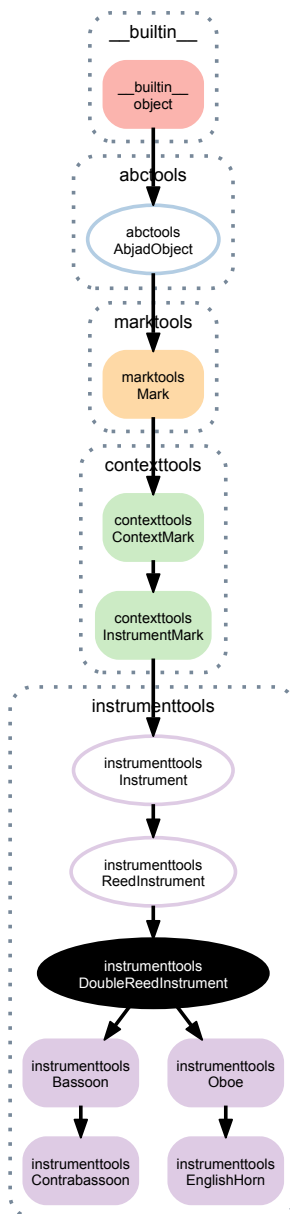 __builtin__
__builtin__
object
abctools
abctools
AbjadObject
marktools
marktools
Mark
contexttools
contexttools
ContextMark
contexttools
InstrumentMark
instrumenttools
instrumenttools
Instrument
instrumenttools
ReedInstrument
instrumenttools
DoubleReedInstrument
instrumenttools
Bassoon
instrumenttools
Oboe
instrumenttools
Contrabassoon
instrumenttools
EnglishHorn